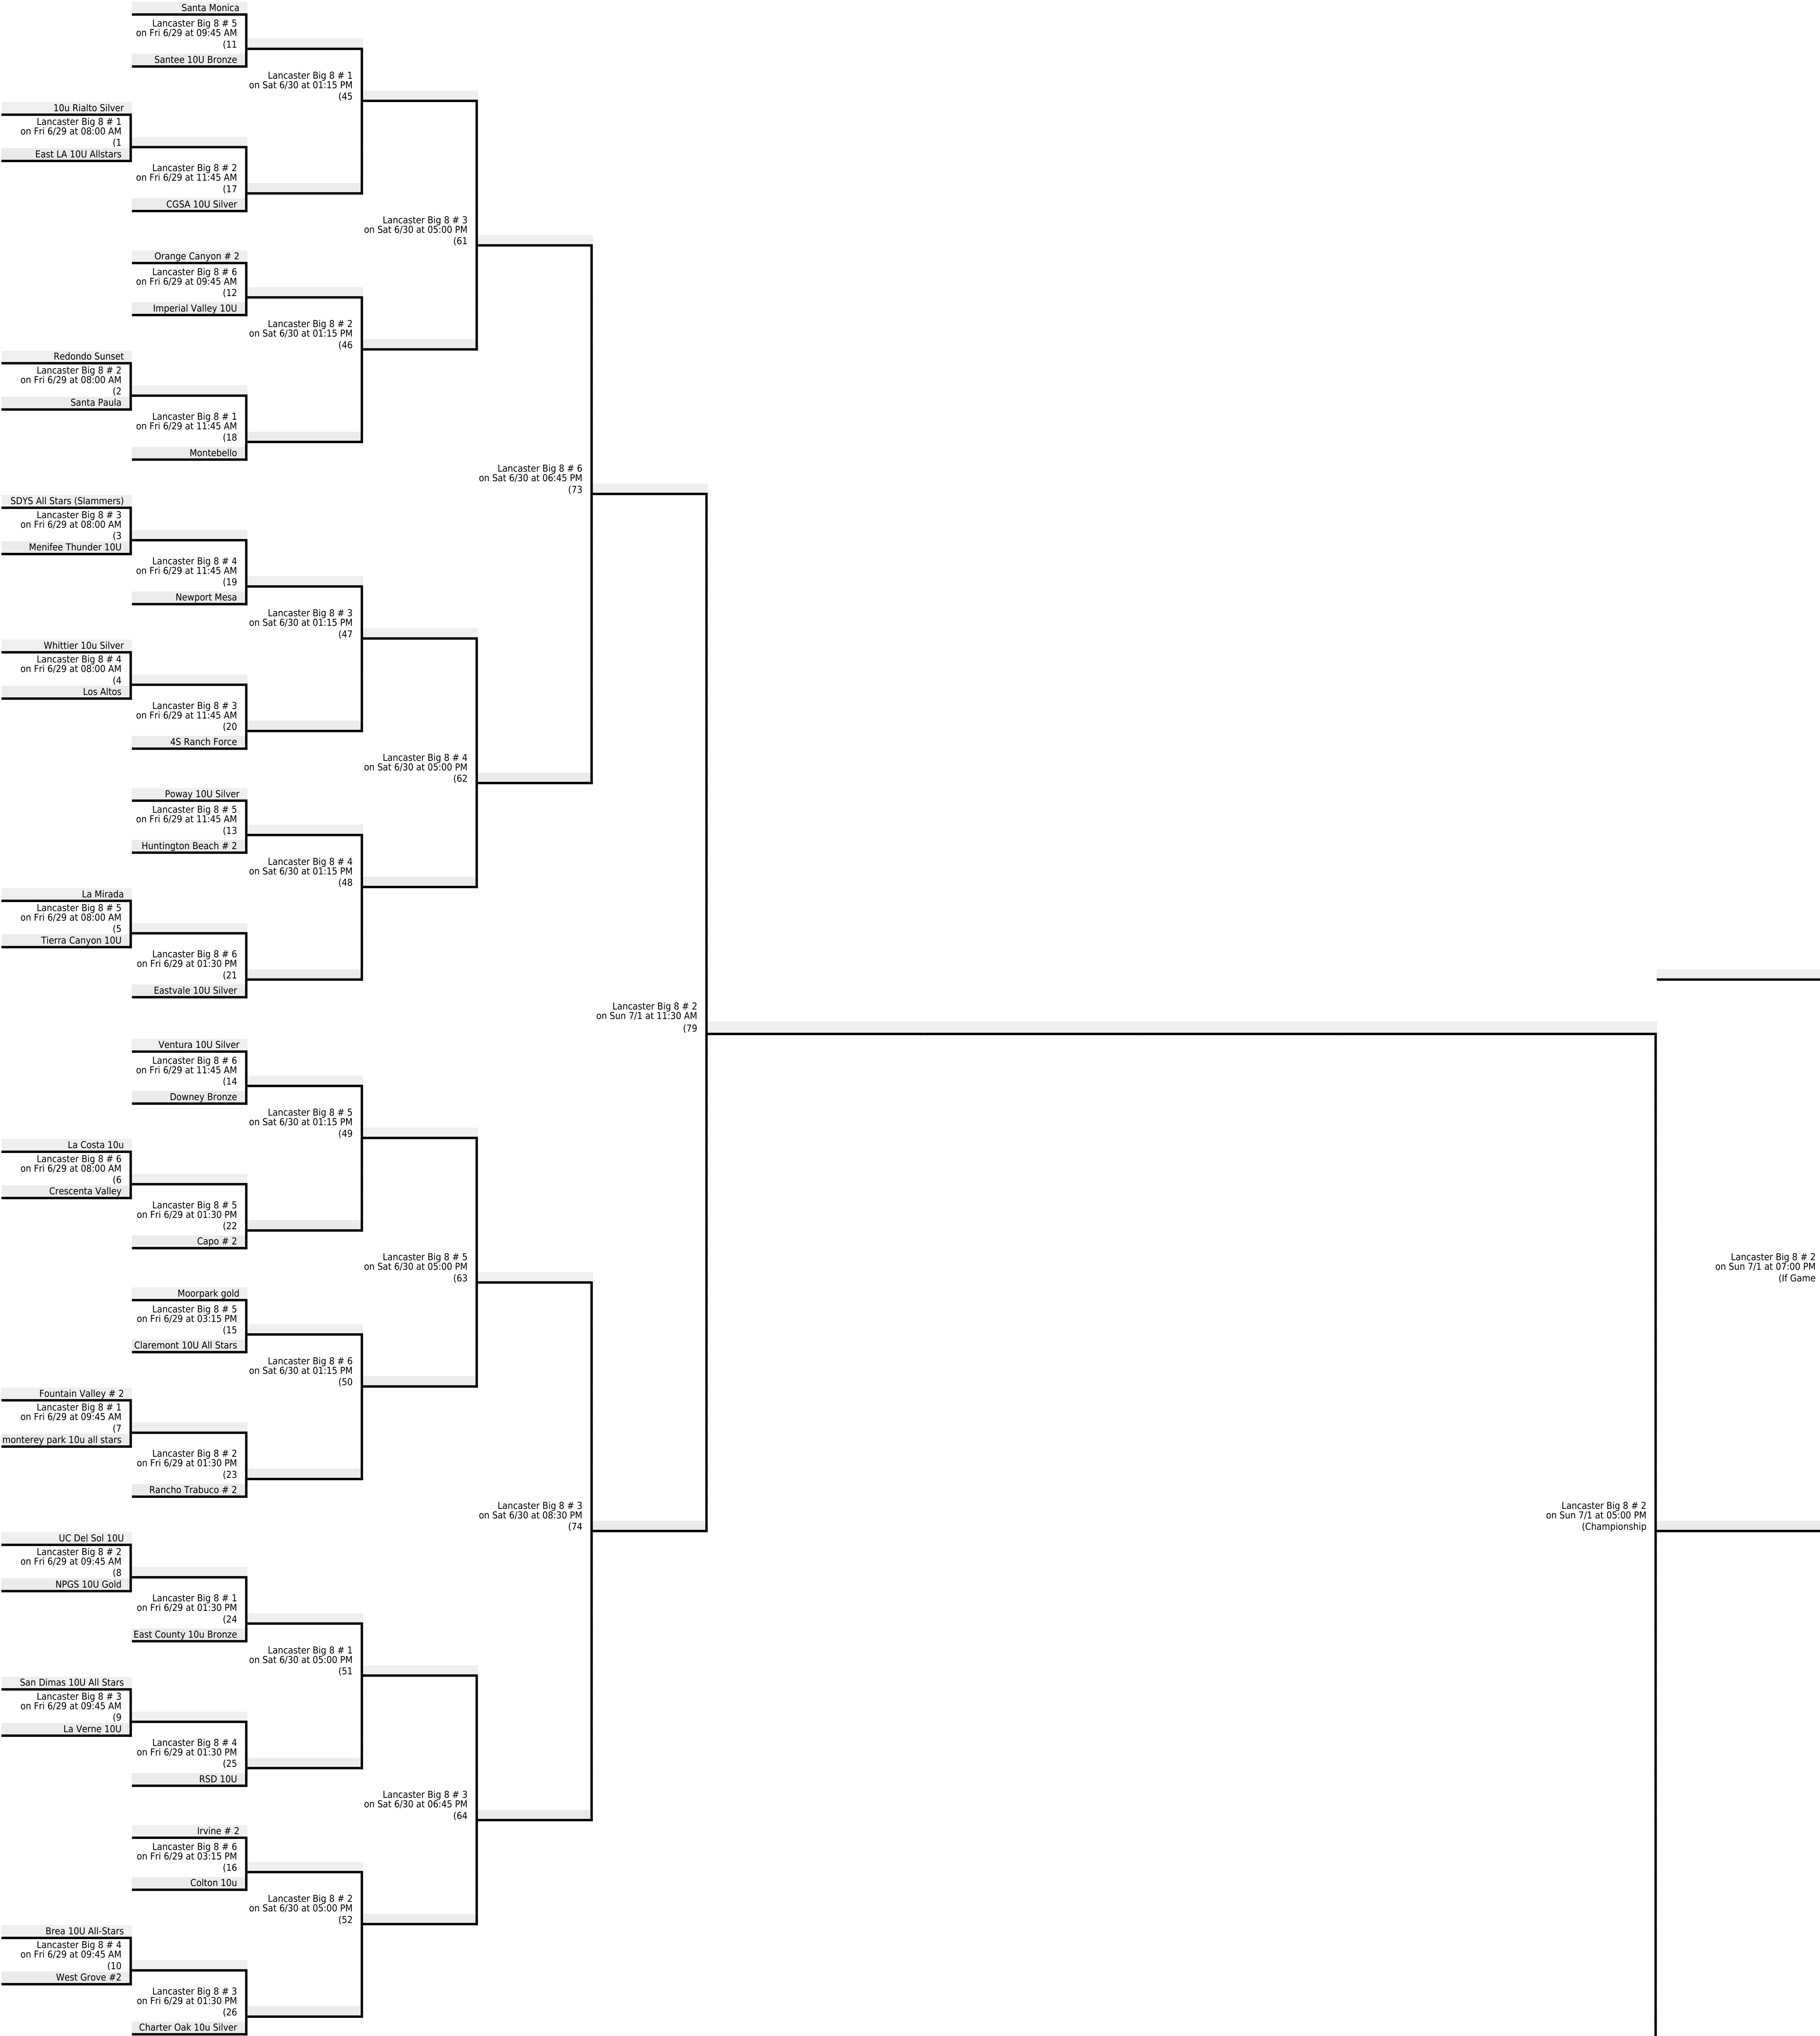 Santa Monica
Lancaster Big 8 # 5
on Fri 6/29 at 09:45 AM
(11
Santee 10U Bronze
Lancaster Big 8 # 1
on Sat 6/30 at 01:15 PM
(45
10u Rialto Silver
Lancaster Big 8 # 1
on Fri 6/29 at 08:00 AM
(1
East LA 10U Allstars
Lancaster Big 8 # 2
on Fri 6/29 at 11:45 AM
(17
CGSA 10U Silver
Lancaster Big 8 # 3
on Sat 6/30 at 05:00 PM
(61
Orange Canyon # 2
Lancaster Big 8 # 6
on Fri 6/29 at 09:45 AM
(12
Imperial Valley 10U
Lancaster Big 8 # 2
on Sat 6/30 at 01:15 PM
(46
Redondo Sunset
Lancaster Big 8 # 2
on Fri 6/29 at 08:00 AM
(2
Santa Paula
Lancaster Big 8 # 1
on Fri 6/29 at 11:45 AM
(18
Montebello
Lancaster Big 8 # 6
on Sat 6/30 at 06:45 PM
(73
SDYS All Stars (Slammers)
Lancaster Big 8 # 3
on Fri 6/29 at 08:00 AM
(3
Menifee Thunder 10U
Lancaster Big 8 # 4
on Fri 6/29 at 11:45 AM
(19
Newport Mesa
Lancaster Big 8 # 3
on Sat 6/30 at 01:15 PM
(47
Whittier 10u Silver
Lancaster Big 8 # 4
on Fri 6/29 at 08:00 AM
(4
Los Altos
Lancaster Big 8 # 3
on Fri 6/29 at 11:45 AM
(20
4S Ranch Force
Lancaster Big 8 # 4
on Sat 6/30 at 05:00 PM
(62
Poway 10U Silver
Lancaster Big 8 # 5
on Fri 6/29 at 11:45 AM
(13
Huntington Beach # 2
Lancaster Big 8 # 4
on Sat 6/30 at 01:15 PM
(48
La Mirada
Lancaster Big 8 # 5
on Fri 6/29 at 08:00 AM
(5
Tierra Canyon 10U
Lancaster Big 8 # 6
on Fri 6/29 at 01:30 PM
(21
Eastvale 10U Silver
Lancaster Big 8 # 2
on Sun 7/1 at 11:30 AM
(79
Ventura 10U Silver
Lancaster Big 8 # 6
on Fri 6/29 at 11:45 AM
(14
Downey Bronze
Lancaster Big 8 # 5
on Sat 6/30 at 01:15 PM
(49
La Costa 10u
Lancaster Big 8 # 6
on Fri 6/29 at 08:00 AM
(6
Crescenta Valley
Lancaster Big 8 # 5
on Fri 6/29 at 01:30 PM
(22
Capo # 2
Lancaster Big 8 # 5
on Sat 6/30 at 05:00 PM
(63
Lancaster Big 8 # 2
on Sun 7/1 at 07:00 PM
(If Game
Moorpark gold
Lancaster Big 8 # 5
on Fri 6/29 at 03:15 PM
(15
Claremont 10U All Stars
Lancaster Big 8 # 6
on Sat 6/30 at 01:15 PM
(50
Fountain Valley # 2
Lancaster Big 8 # 1
on Fri 6/29 at 09:45 AM
(7
monterey park 10u all stars
Lancaster Big 8 # 2
on Fri 6/29 at 01:30 PM
(23
Rancho Trabuco # 2
Lancaster Big 8 # 3
on Sat 6/30 at 08:30 PM
(74
Lancaster Big 8 # 2
on Sun 7/1 at 05:00 PM
(Championship
UC Del Sol 10U
Lancaster Big 8 # 2
on Fri 6/29 at 09:45 AM
(8
NPGS 10U Gold
Lancaster Big 8 # 1
on Fri 6/29 at 01:30 PM
(24
East County 10u Bronze
Lancaster Big 8 # 1
on Sat 6/30 at 05:00 PM
(51
San Dimas 10U All Stars
Lancaster Big 8 # 3
on Fri 6/29 at 09:45 AM
(9
La Verne 10U
Lancaster Big 8 # 4
on Fri 6/29 at 01:30 PM
(25
RSD 10U
Lancaster Big 8 # 3
on Sat 6/30 at 06:45 PM
(64
Irvine # 2
Lancaster Big 8 # 6
on Fri 6/29 at 03:15 PM
(16
Colton 10u
Lancaster Big 8 # 2
on Sat 6/30 at 05:00 PM
(52
Brea 10U All-Stars
Lancaster Big 8 # 4
on Fri 6/29 at 09:45 AM
(10
West Grove #2
Lancaster Big 8 # 3
on Fri 6/29 at 01:30 PM
(26
Charter Oak 10u Silver